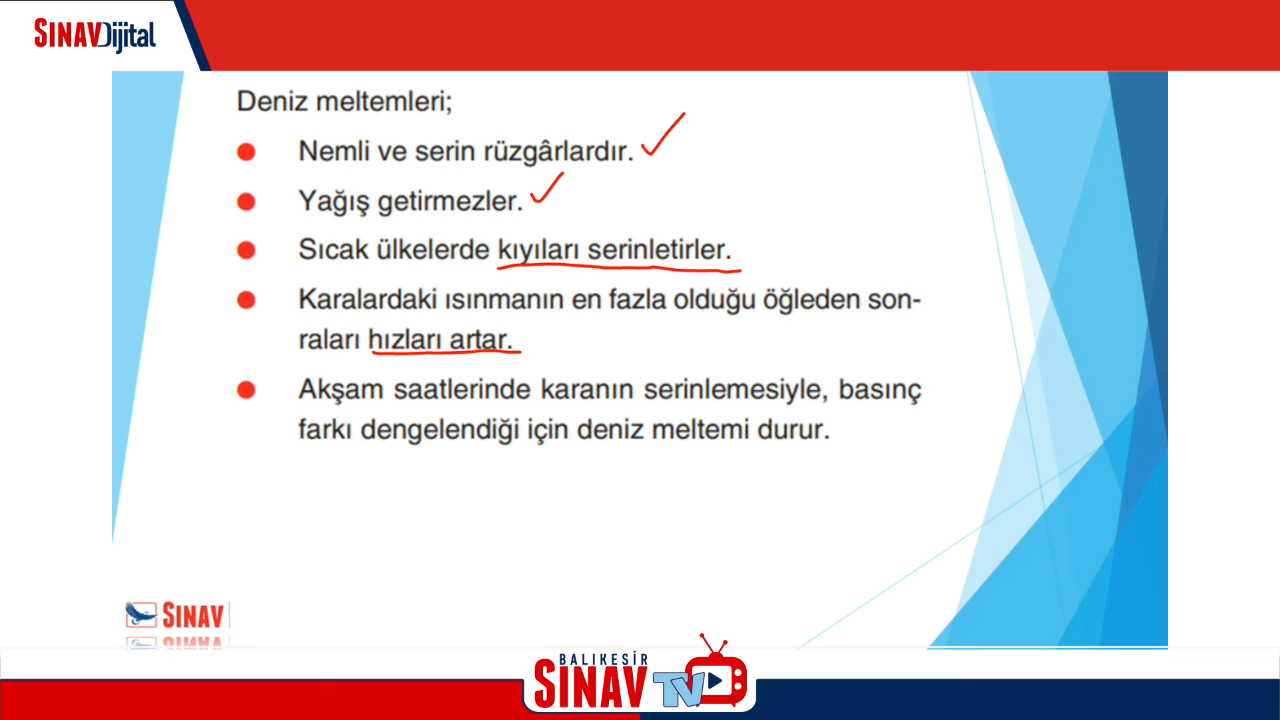 SINAVDijital
Deniz meltemleri;
Nemli ve serin rüzgârlardır.
Yağış getirmezler.
Sıcak ülkelerde kıyıları serinletirler.
Karalardaki ısınmanın en fazla olduğu öğleden son-
raları hızları artar.
Akşam saatlerinde karanın serinlemesiyle, basınç
farkı dengelendiği için deniz meltemi durur.
SINAV
BALIKESİR
SINAV TV